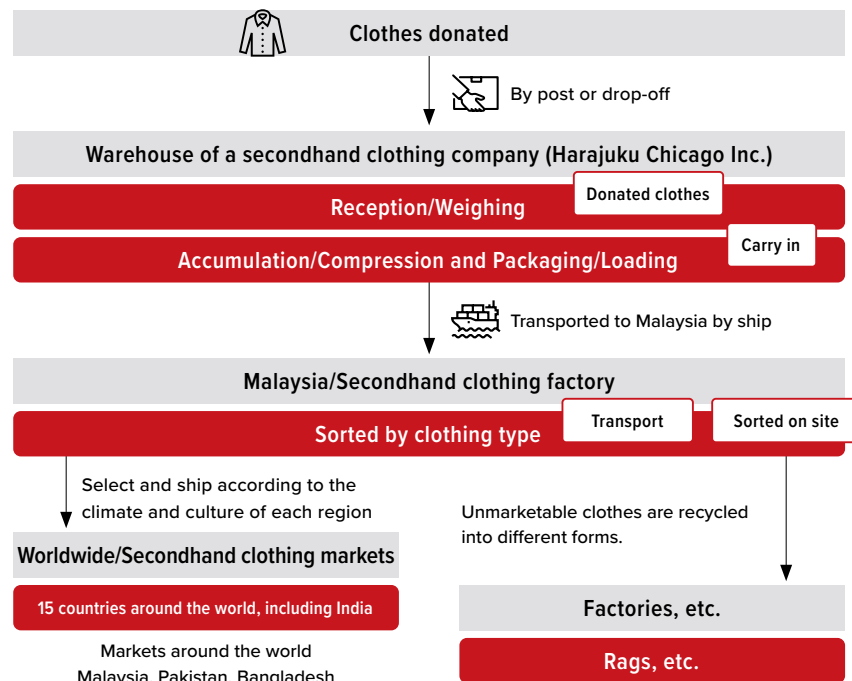 Clothes donated
By post or drop-off
Warehouse of a secondhand clothing company (Harajuku Chicago Inc.)
Donated clothes
Reception/Weighing
Carry in
Accumulation/Compression and Packaging/Loading
Transported to Malaysia by ship
Malaysia/Secondhand clothing factory
Transport
Sorted on site
Sorted by clothing type
Select and ship according to the
climate and culture of each region
Worldwide/Secondhand clothing markets
15 countries around the world, including India
Markets around the world
Malaysia, Pakistan, Bangladesh
Unmarketable clothes are recycled
into different forms.
Factories, etc.
Rags, etc.